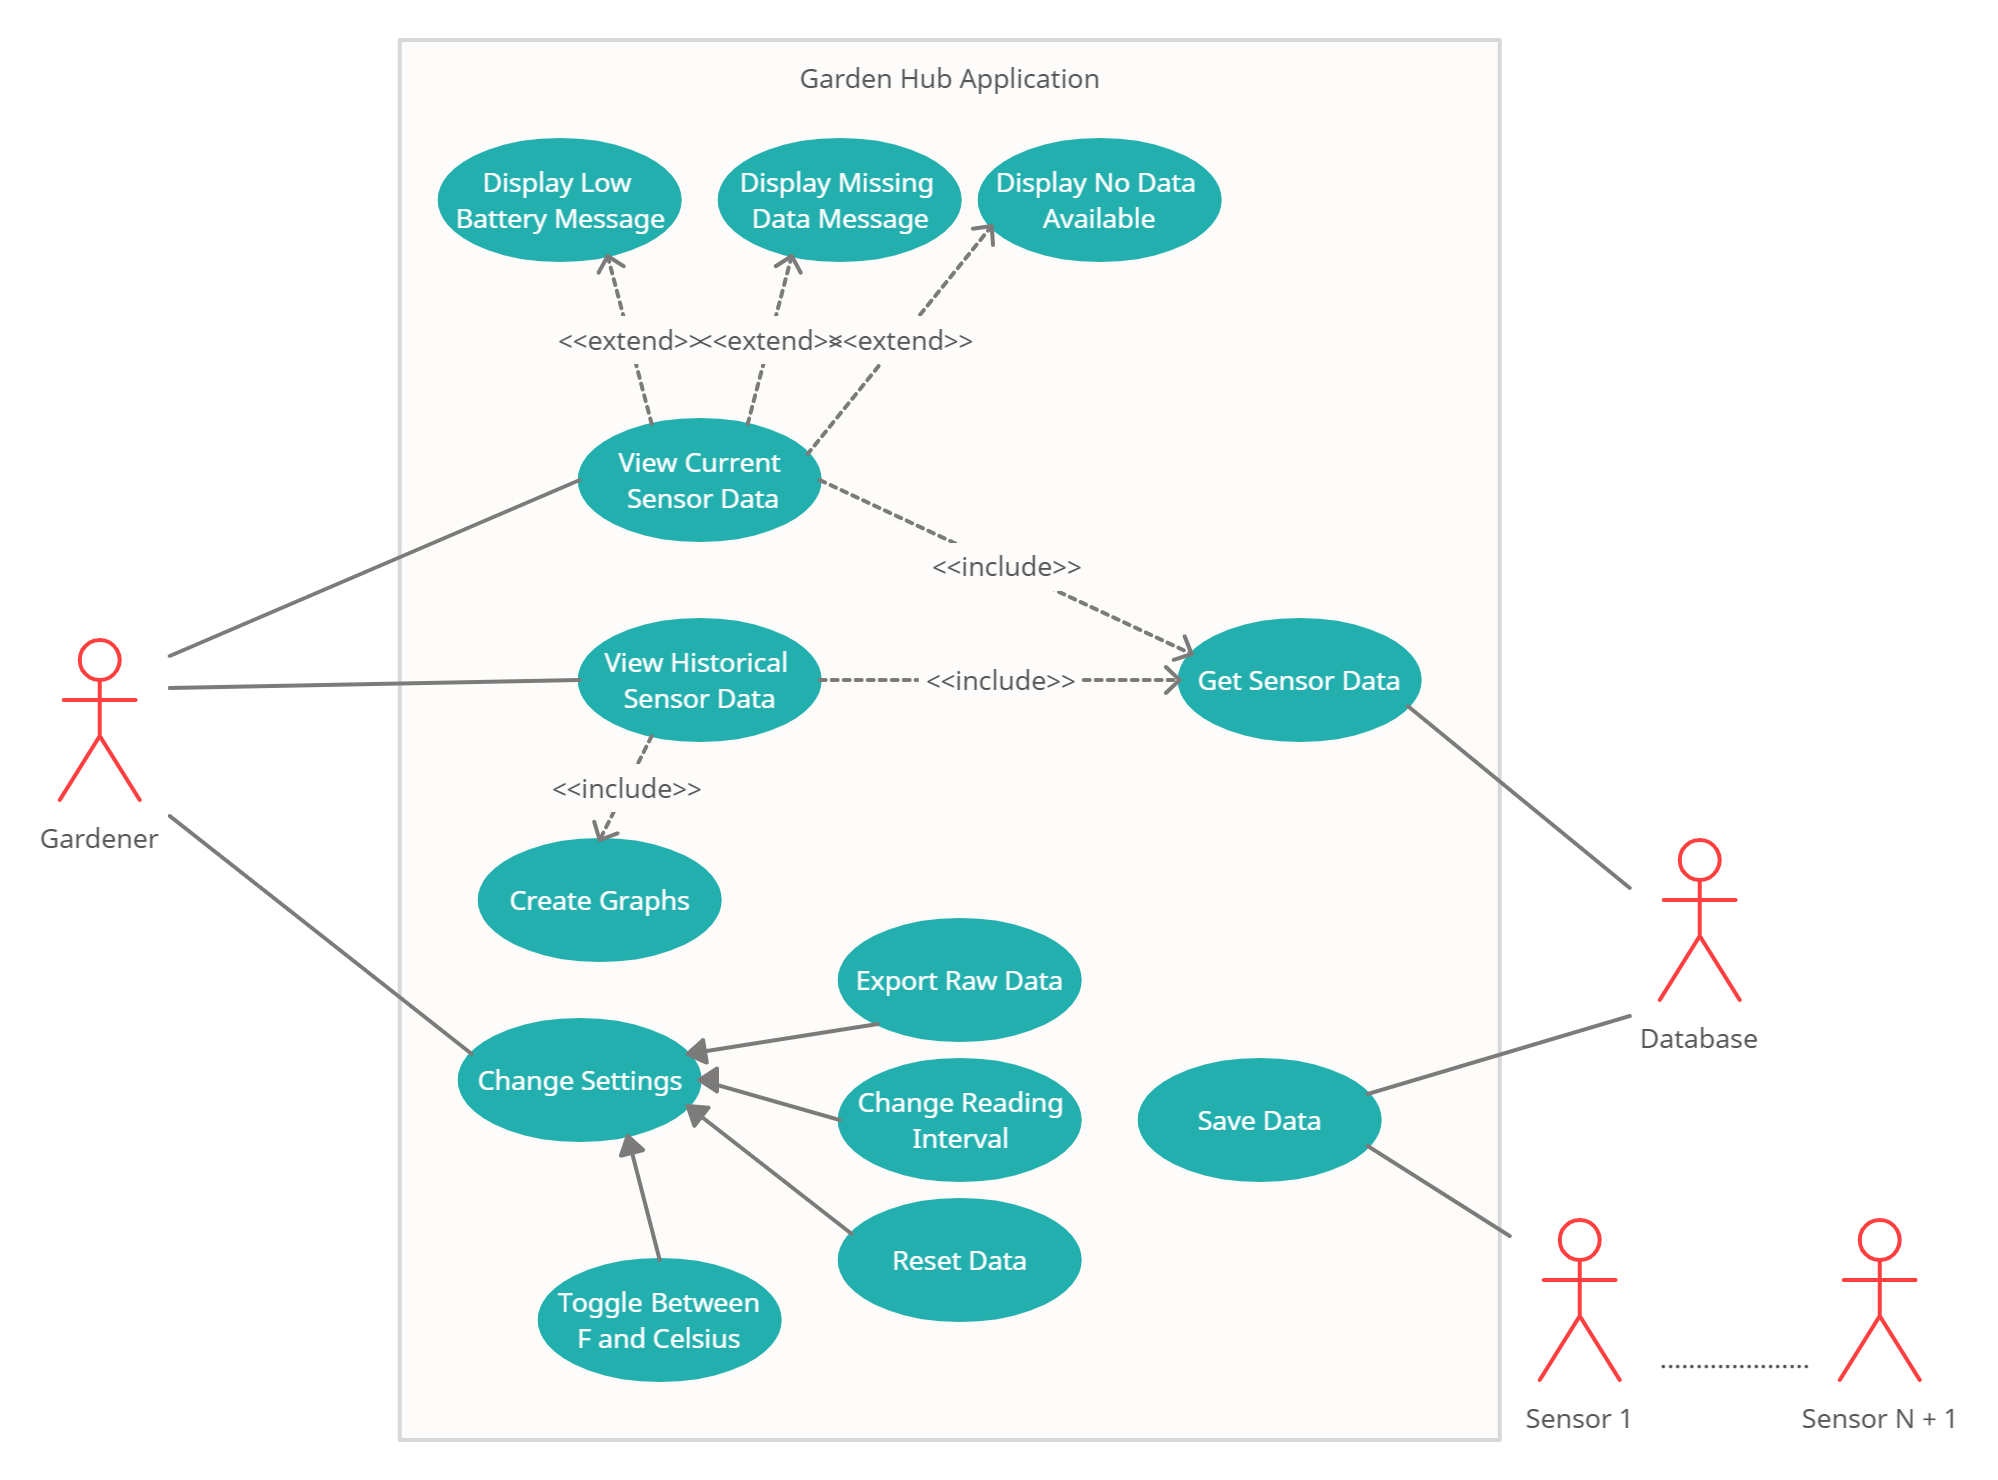 Garden Hub Application
Display Low
Battery Message
Display Missing
Data Message
Display No Data
Available
<<extend>>
<<extend>>
<<extend>>
View Current
Sensor Data
<<include>>
View Historical
Sensor Data
<<include>>
Get Sensor Data
<<include>>
Gardener
Create Graphs
Export Raw Data
Database
Change Settings
Change Reading
Interval
Save Data
Reset Data
Toggle Between
F and Celsius
Sensor 1
.....................
Sensor N + 1